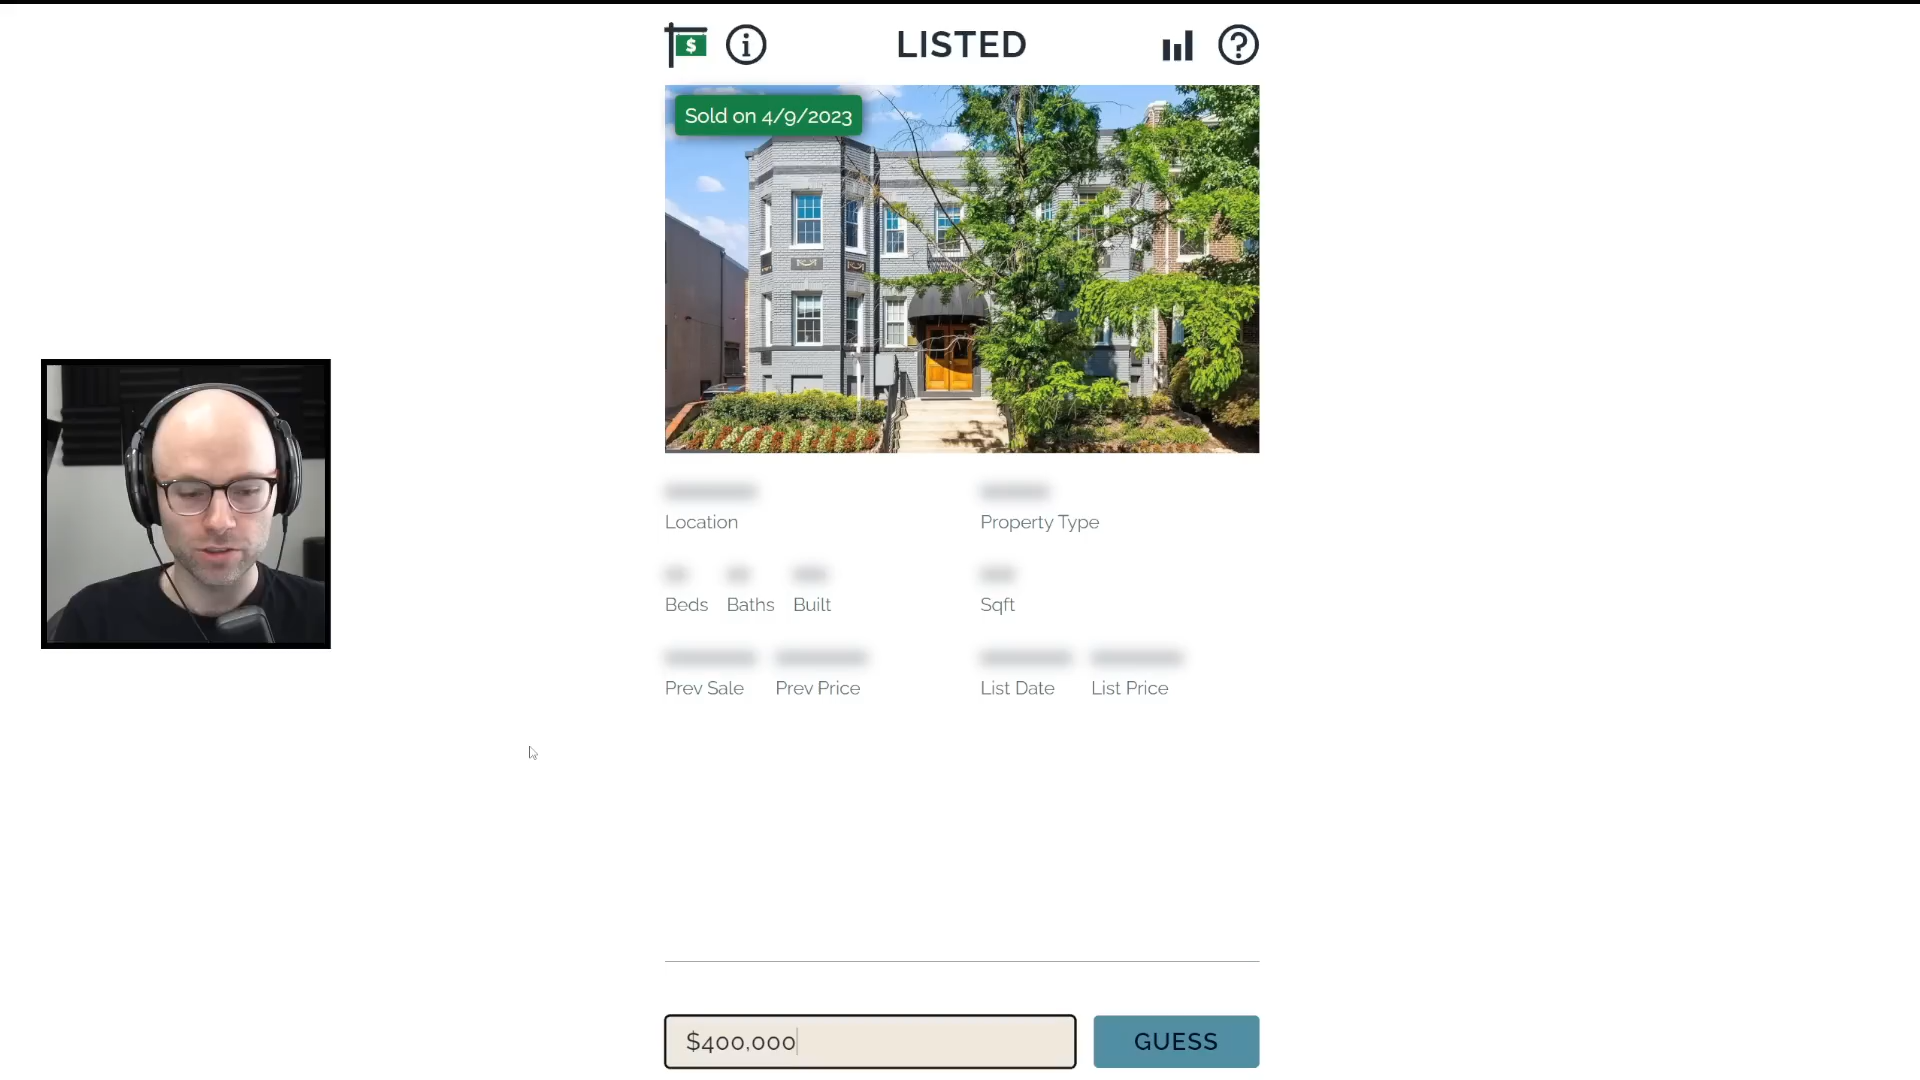 LISTED
Sold on 4/9/2023
Location
Property Type
Beds Baths Built
Sqft
Prev Sale Prev Price
List Date List Price
$400,000
GUESS